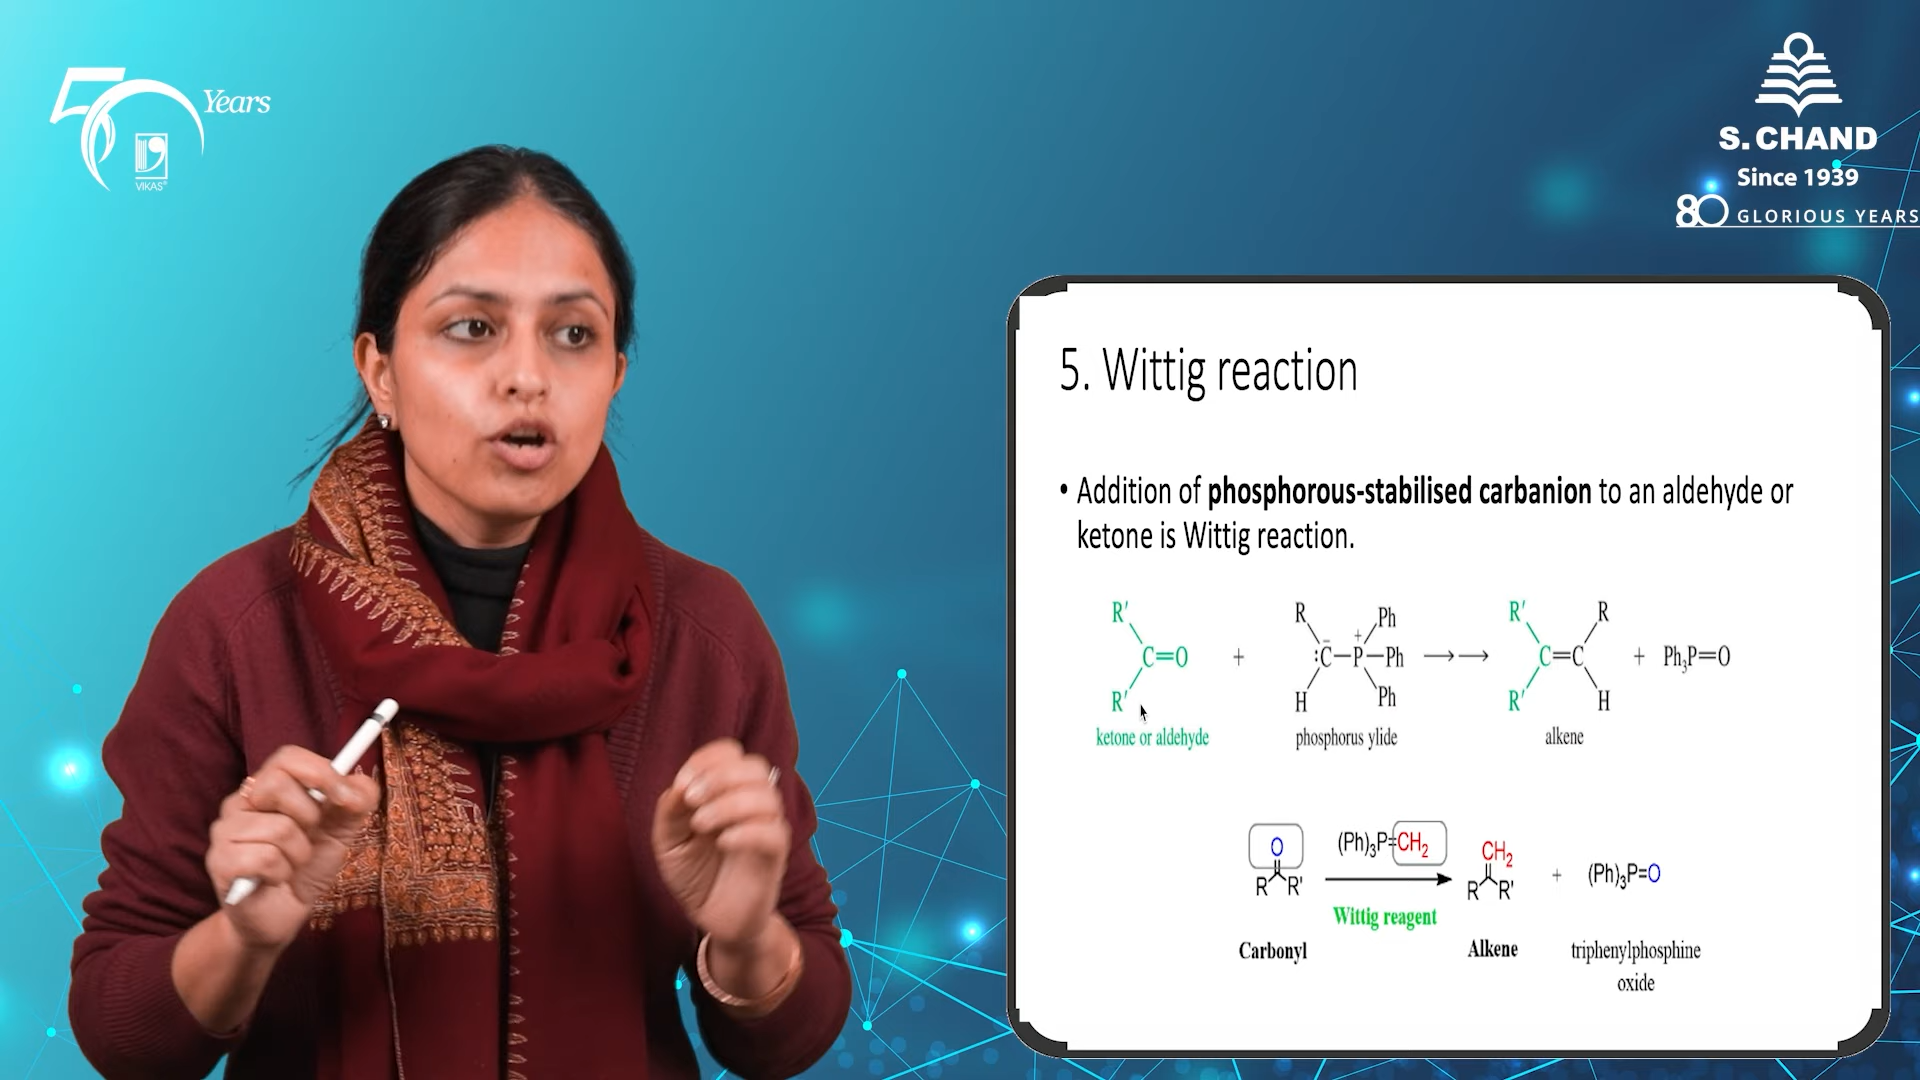 50 Years
VIKAS®
S. CHAND
Since 1939
80 GLORIOUS YEARS
5. Wittig reaction
• Addition of phosphorous-stabilised carbanion to an aldehyde or
ketone is Wittig reaction.
R' R Ph R' R
C=O + :C̄—P⁺—Ph →→ C=C + Ph₃P=O
R' H Ph R' H
ketone or aldehyde phosphorus ylide alkene
O (Ph)₃P=CH₂ CH₂
R R' R R' + (Ph)₃P=O
Wittig reagent
Carbonyl Alkene triphenylphosphine
oxide